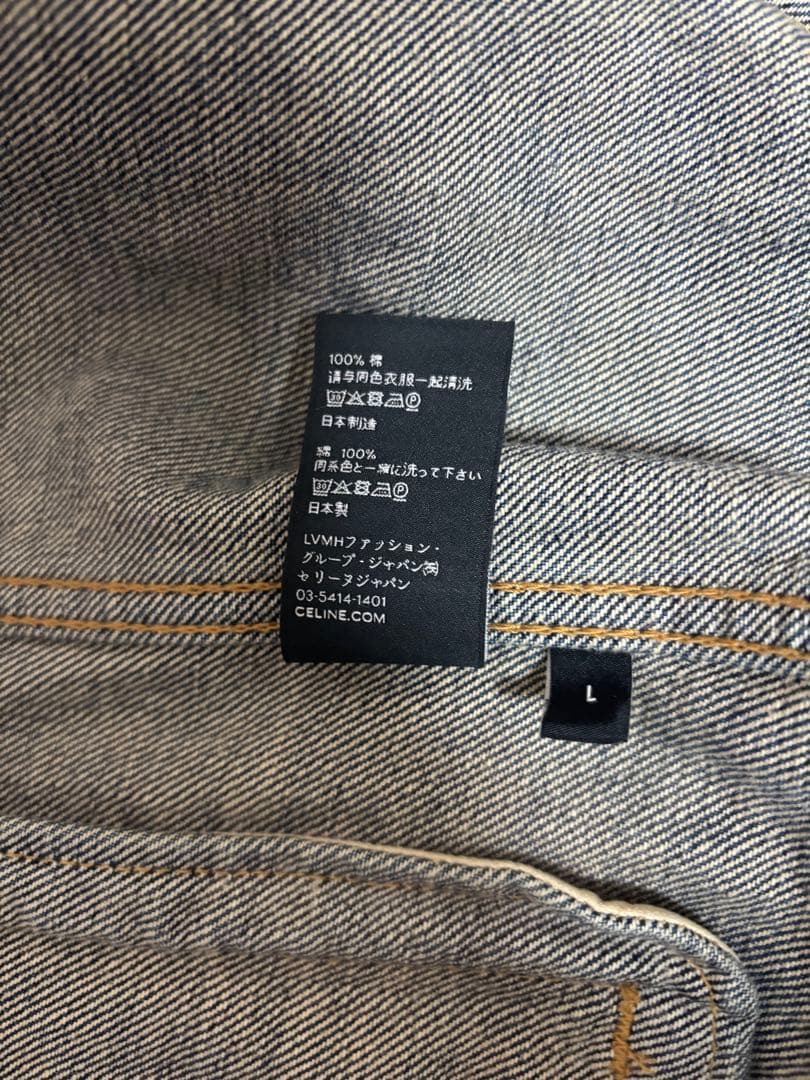 100% 棉
请与同色衣服一起清洗
30 P
日本制造
綿 100%
同系色と一緒に洗って下さい
30 P
日本製
LVMHファッション・
グループ・ジャパン㈱
セリーヌジャパン
03-5414-1401
CELINE.COM
L